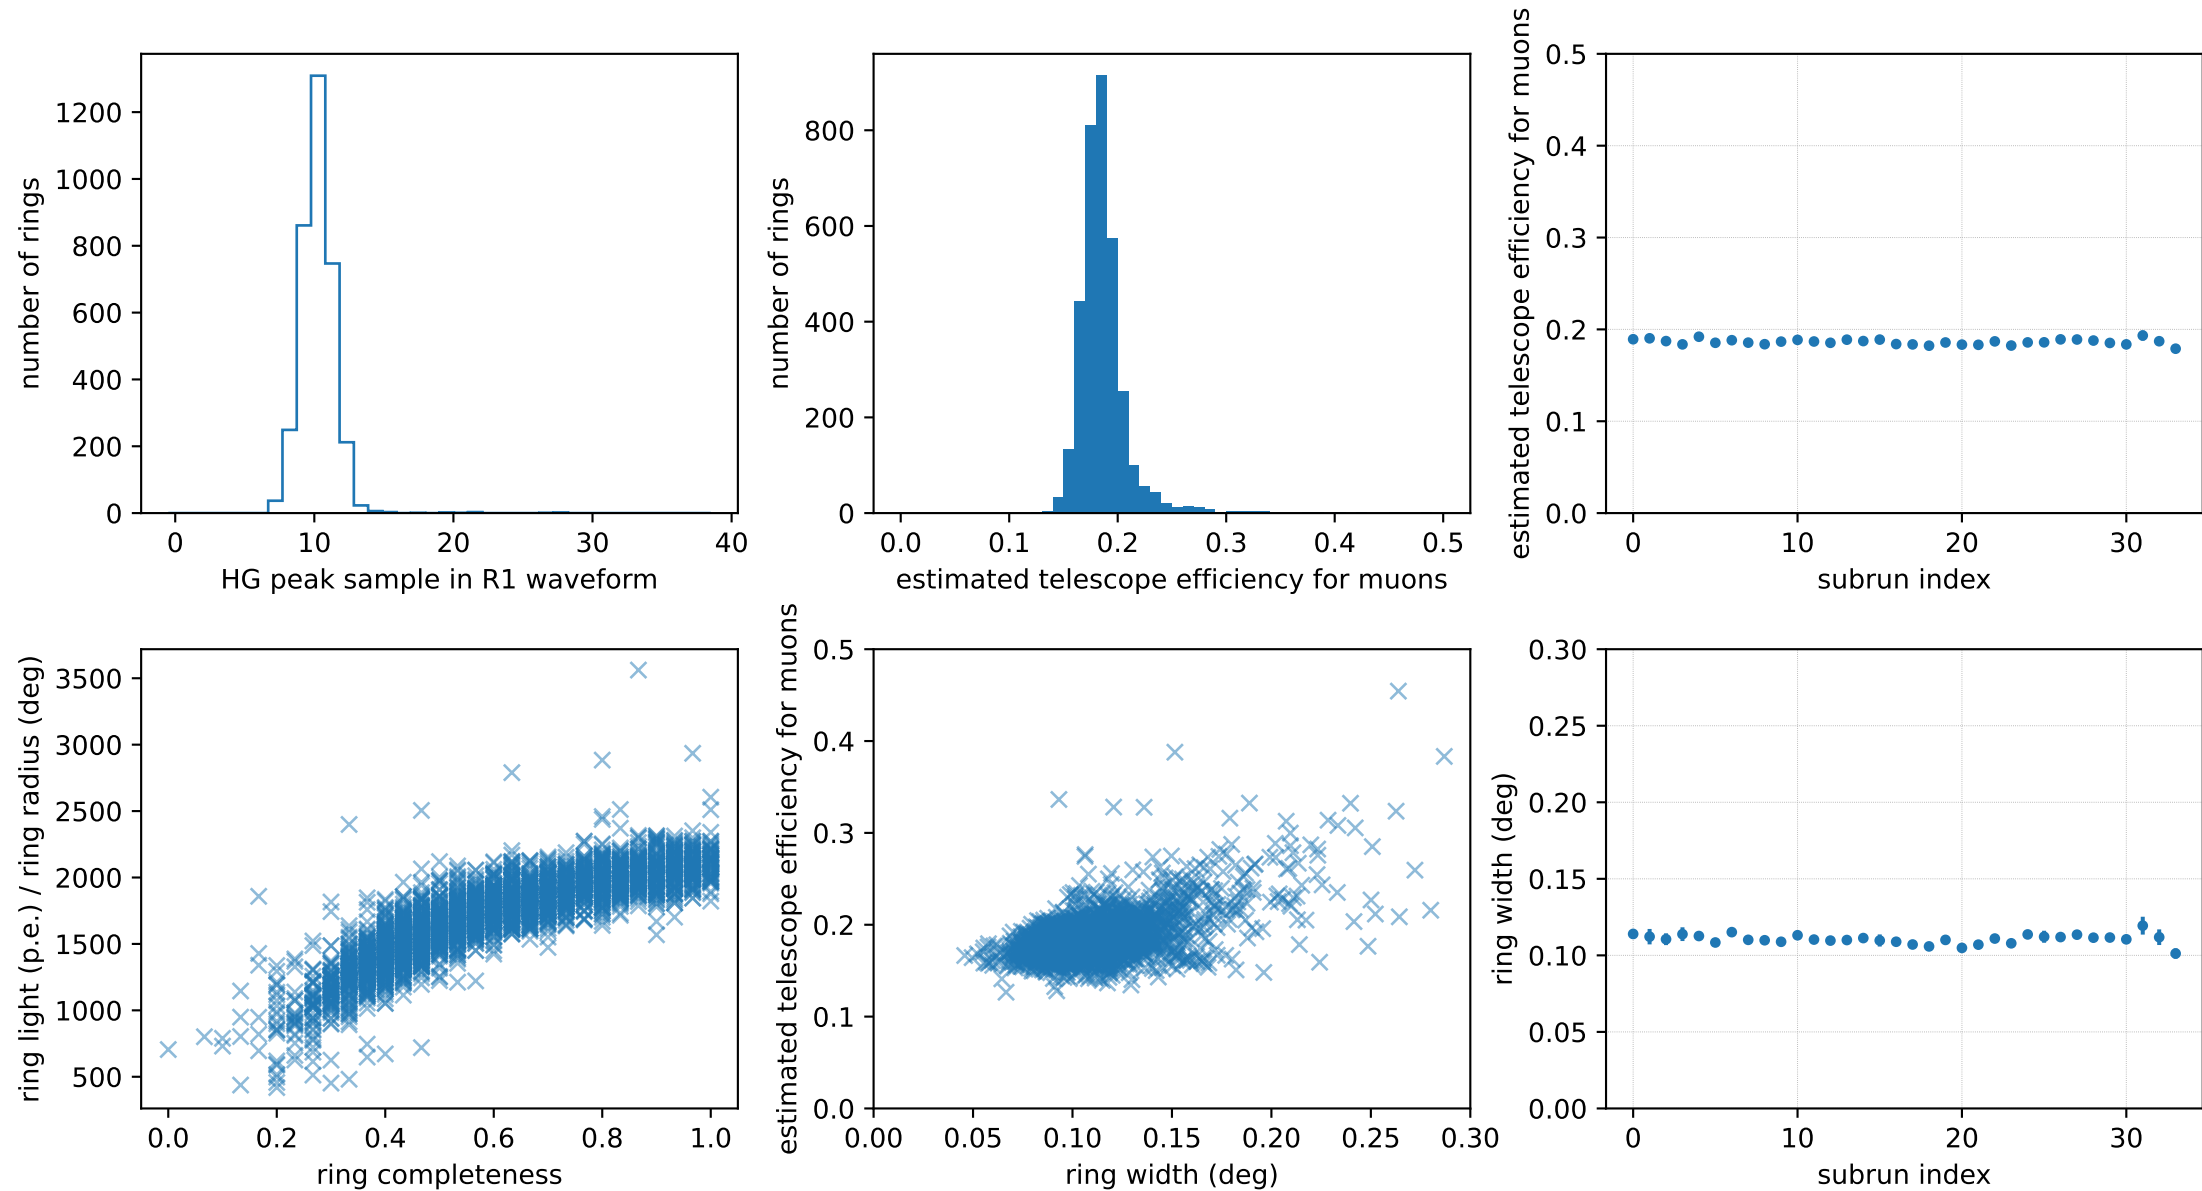 number of rings
1200
1000
800
600
400
200
0
0 10 20 30 40
HG peak sample in R1 waveform
number of rings
800
600
400
200
0
0.0 0.1 0.2 0.3 0.4 0.5
estimated telescope efficiency for muons
estimated telescope efficiency for muons
0.5
0.4
0.3
0.2
0.1
0.0
0 10 20 30
subrun index
ring light (p.e.) / ring radius (deg)
3500
3000
2500
2000
1500
1000
500
0.0 0.2 0.4 0.6 0.8 1.0
ring completeness
estimated telescope efficiency for muons
0.5
0.4
0.3
0.2
0.1
0.0
0.00 0.05 0.10 0.15 0.20 0.25 0.30
ring width (deg)
ring width (deg)
0.30
0.25
0.20
0.15
0.10
0.05
0.00
0 10 20 30
subrun index